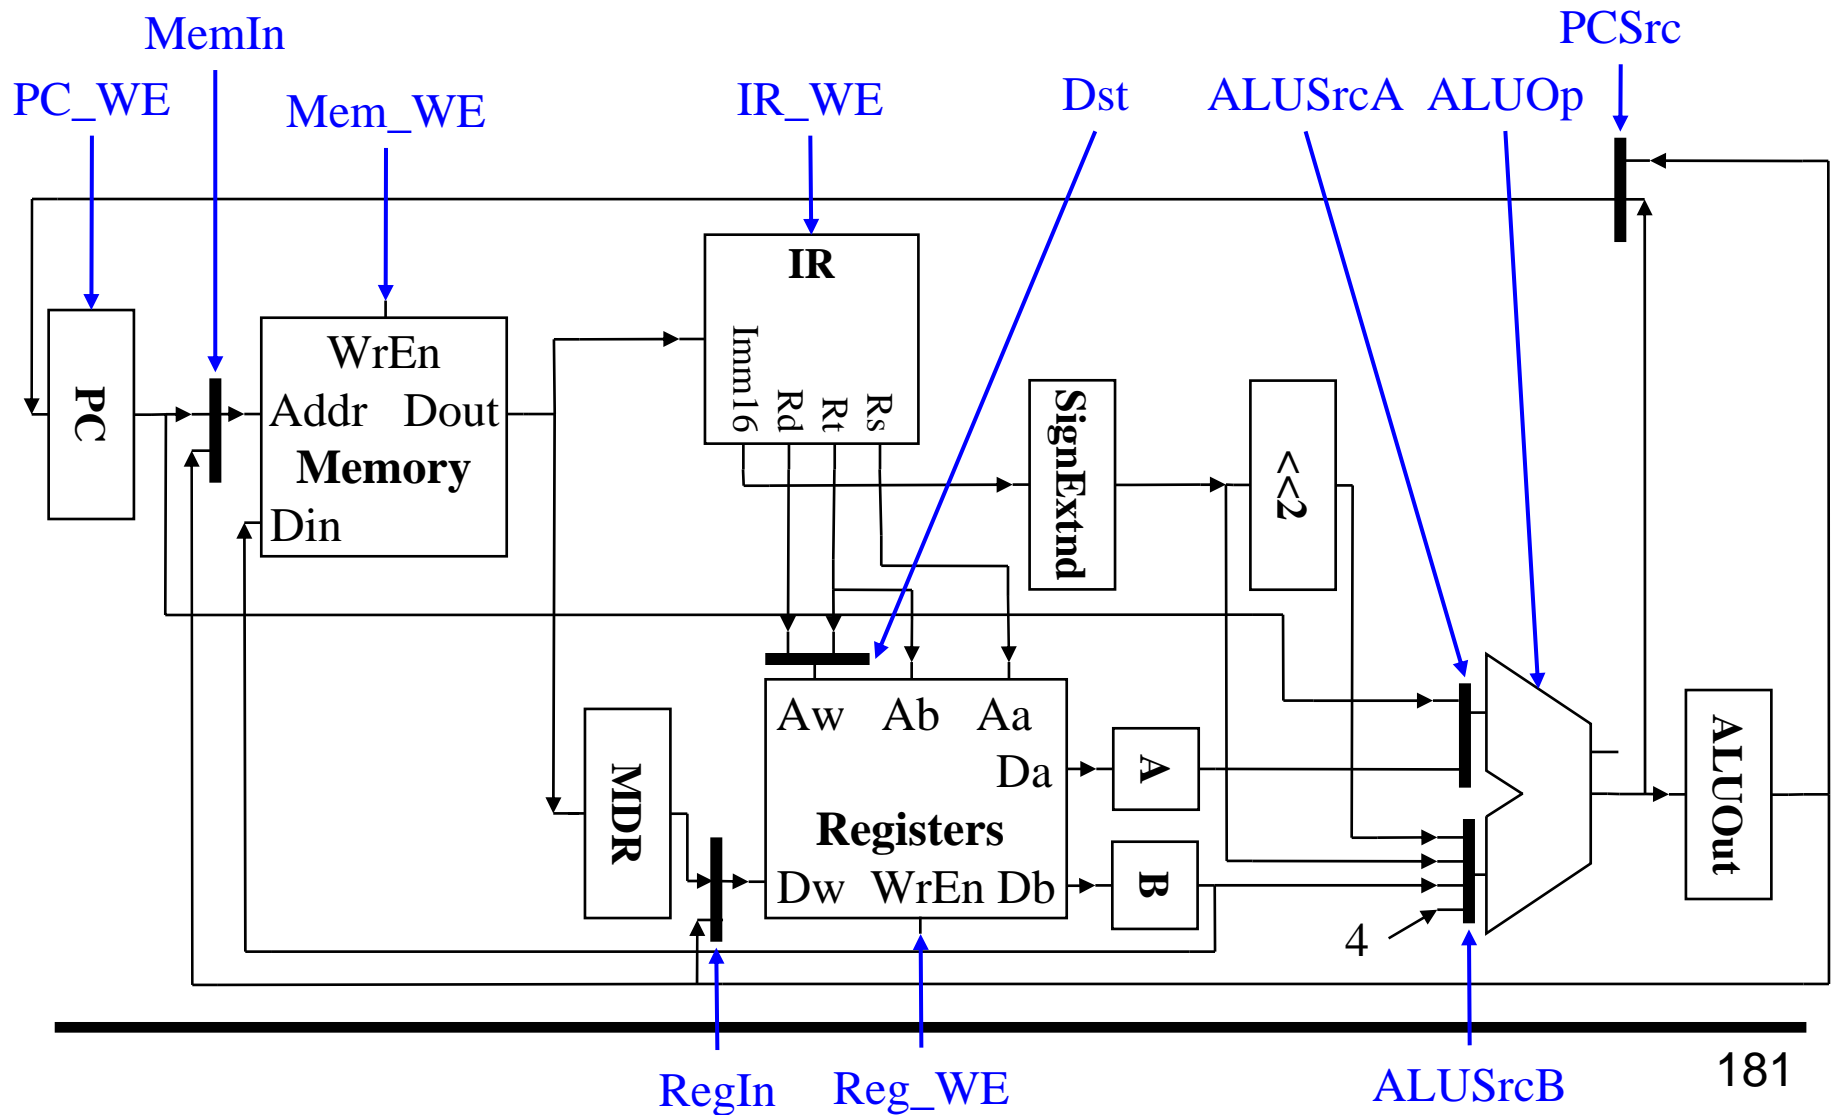 MemIn
PCSrc
PC_WE
Mem_WE
IR_WE
Dst
ALUSrcA
ALUOp
IR
Imm16
Rd
Rt
Rs
PC
WrEn
Addr
Dout
Memory
Din
SignExtnd
<<2
Aw
Ab
Aa
Da
Registers
Dw
WrEn
Db
MDR
A
B
4
ALUOut
RegIn
Reg_WE
ALUSrcB
181